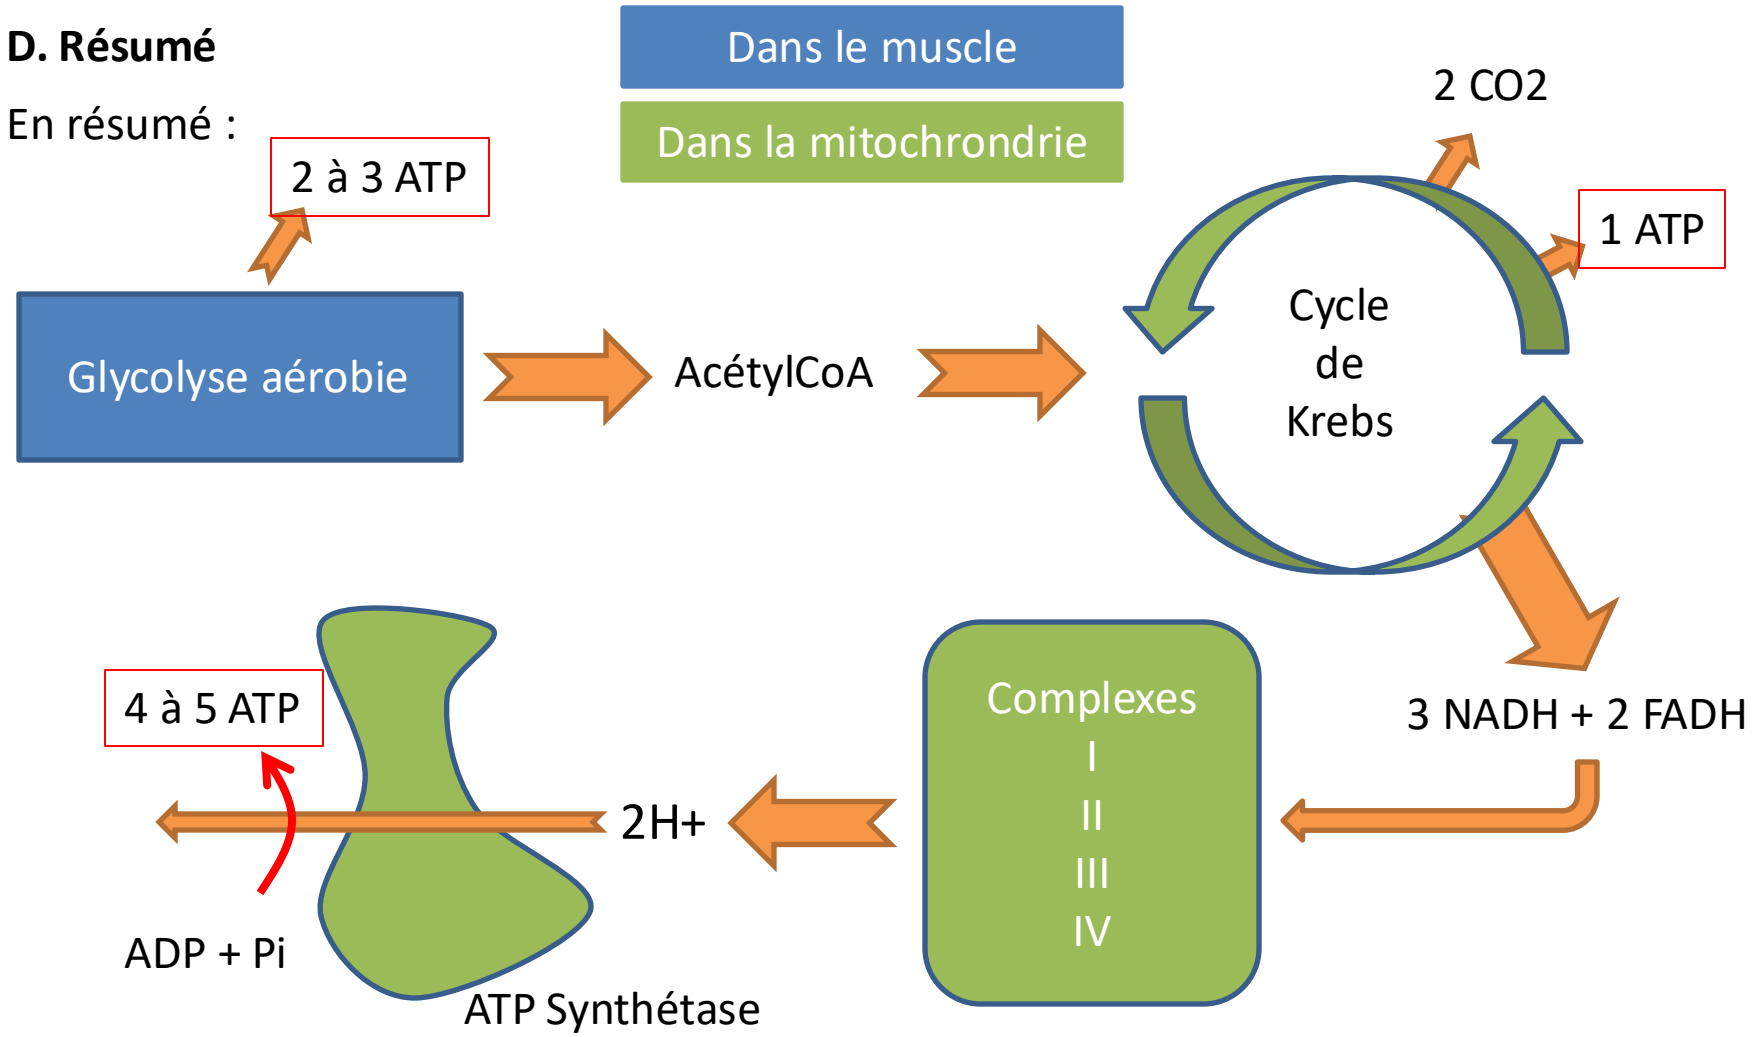 D. Résumé
En résumé :
Dans le muscle
Dans la mitochrondrie
2 à 3 ATP
2 CO2
1 ATP
Glycolyse aérobie
AcétylCoA
Cycle
de
Krebs
3 NADH + 2 FADH
Complexes
I
II
III
IV
2H+
4 à 5 ATP
ADP + Pi
ATP Synthétase